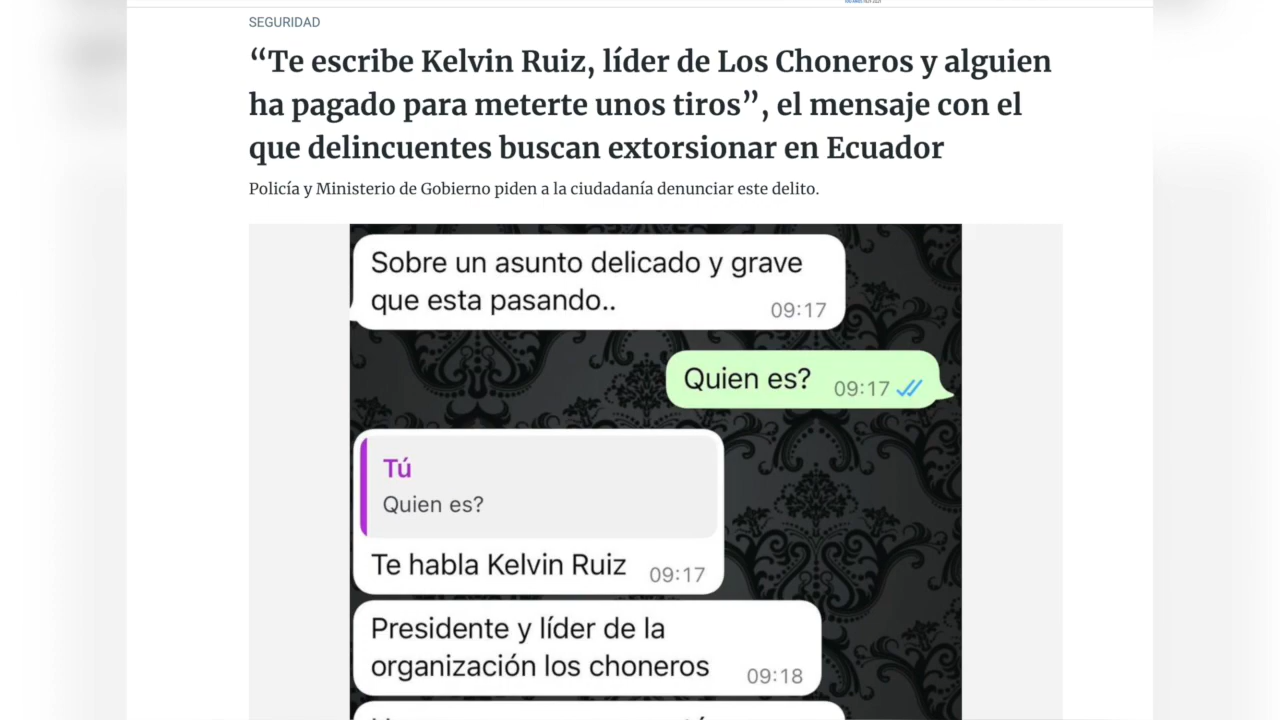 SEGURIDAD
“Te escribe Kelvin Ruiz, líder de Los Choneros y alguien
ha pagado para meterte unos tiros”, el mensaje con el
que delincuentes buscan extorsionar en Ecuador
Policía y Ministerio de Gobierno piden a la ciudadanía denunciar este delito.
Sobre un asunto delicado y grave
que esta pasando..
09:17
Quien es?
09:17
Tú
Quien es?
Te habla Kelvin Ruiz
09:17
Presidente y líder de la
organización los choneros
09:18